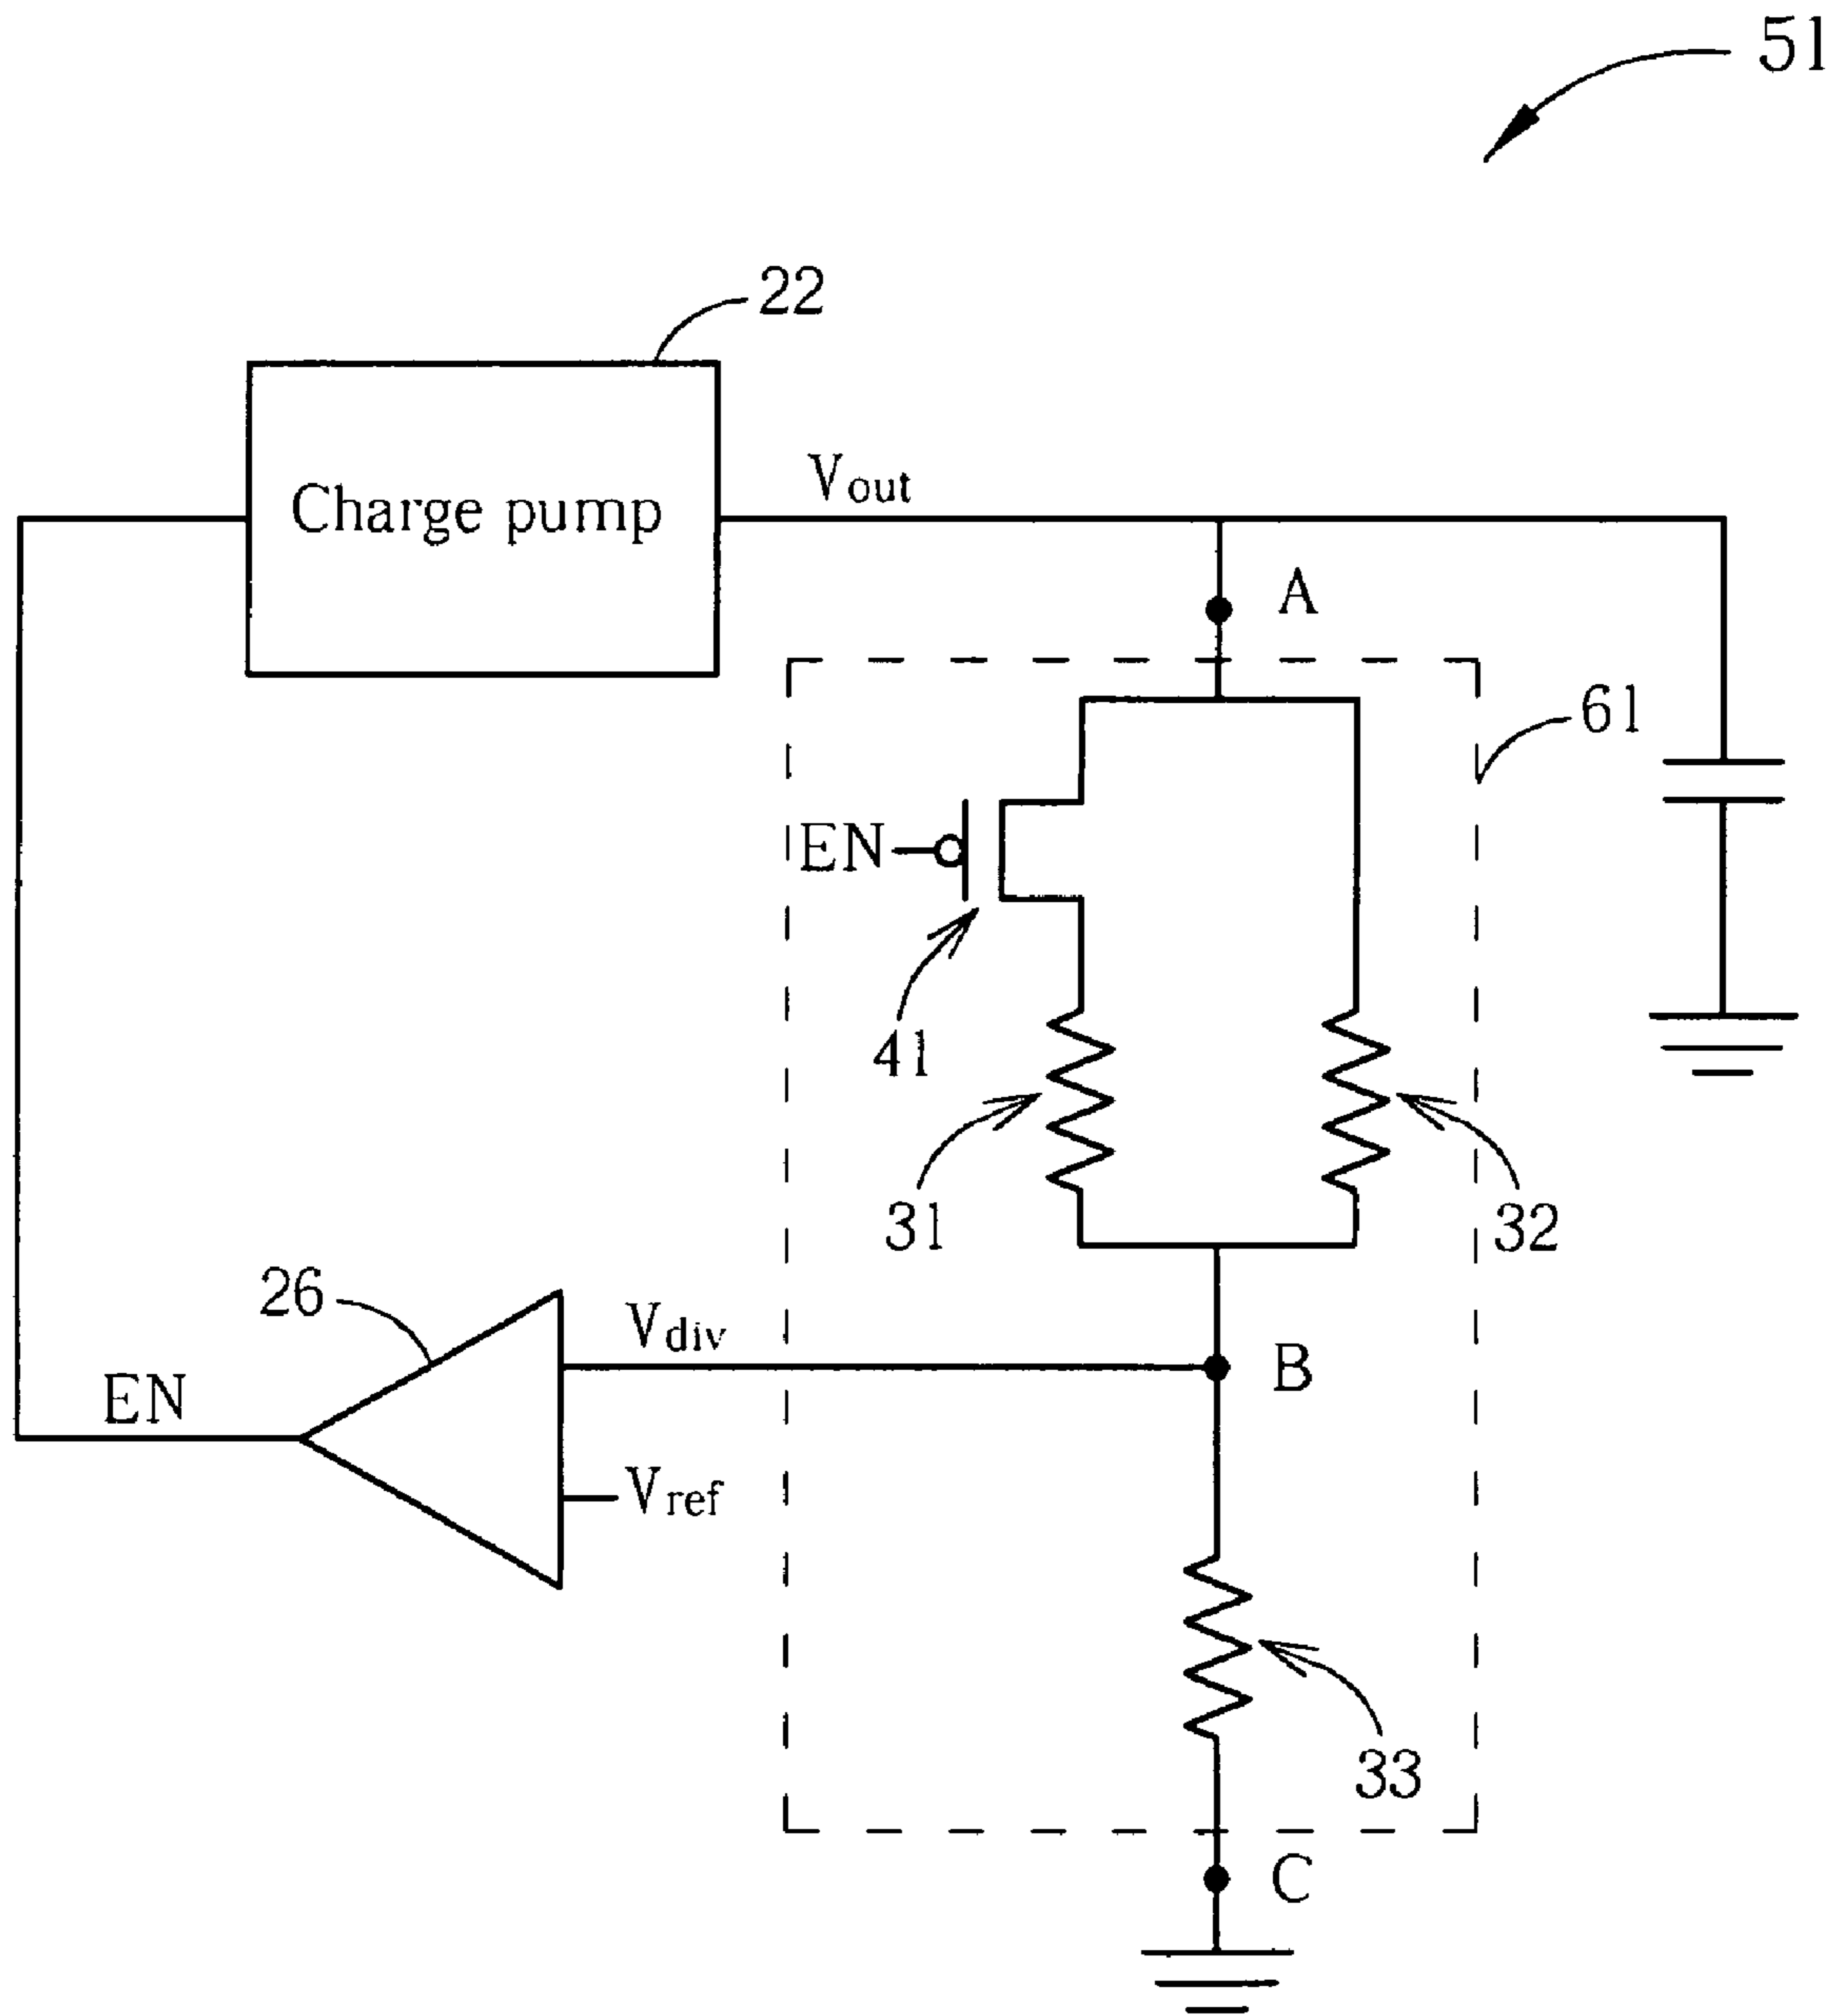 51
22
Charge pump
Vout
A
61
EN
41
31
32
26
Vdiv
B
EN
Vref
33
C